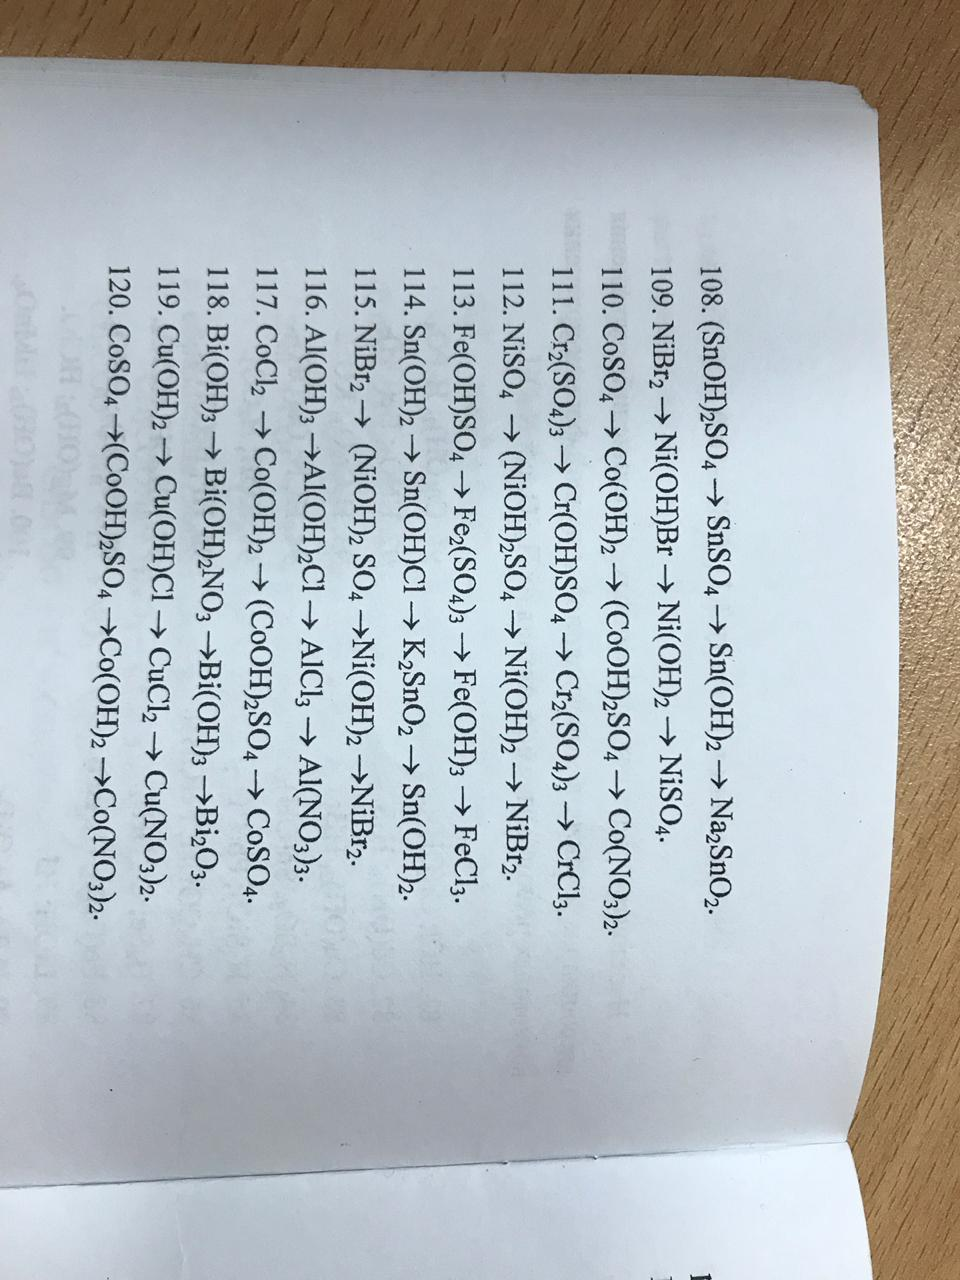 108. (SnOH)₂SO₄ → SnSO₄ → Sn(OH)₂ → Na₂SnO₂.
109. NiBr₂ → Ni(OH)Br → Ni(OH)₂ → NiSO₄.
110. CoSO₄ → Co(OH)₂ → (CoOH)₂SO₄ → Co(NO₃)₂.
111. Cr₂(SO₄)₃ → Cr(OH)SO₄ → Cr₂(SO₄)₃ → CrCl₃.
112. NiSO₄ → (NiOH)₂SO₄ → Ni(OH)₂ → NiBr₂.
113. Fe(OH)SO₄ → Fe₂(SO₄)₃ → Fe(OH)₃ → FeCl₃.
114. Sn(OH)₂ → Sn(OH)Cl → K₂SnO₂ → Sn(OH)₂.
115. NiBr₂ → (NiOH)₂ SO₄ →Ni(OH)₂ →NiBr₂.
116. Al(OH)₃ →Al(OH)₂Cl → AlCl₃ → Al(NO₃)₃.
117. CoCl₂ → Co(OH)₂ → (CoOH)₂SO₄ → CoSO₄.
118. Bi(OH)₃ → Bi(OH)₂NO₃ →Bi(OH)₃ →Bi₂O₃.
119. Cu(OH)₂ → Cu(OH)Cl → CuCl₂ → Cu(NO₃)₂.
120. CoSO₄ →(CoOH)₂SO₄ →Co(OH)₂ →Co(NO₃)₂.